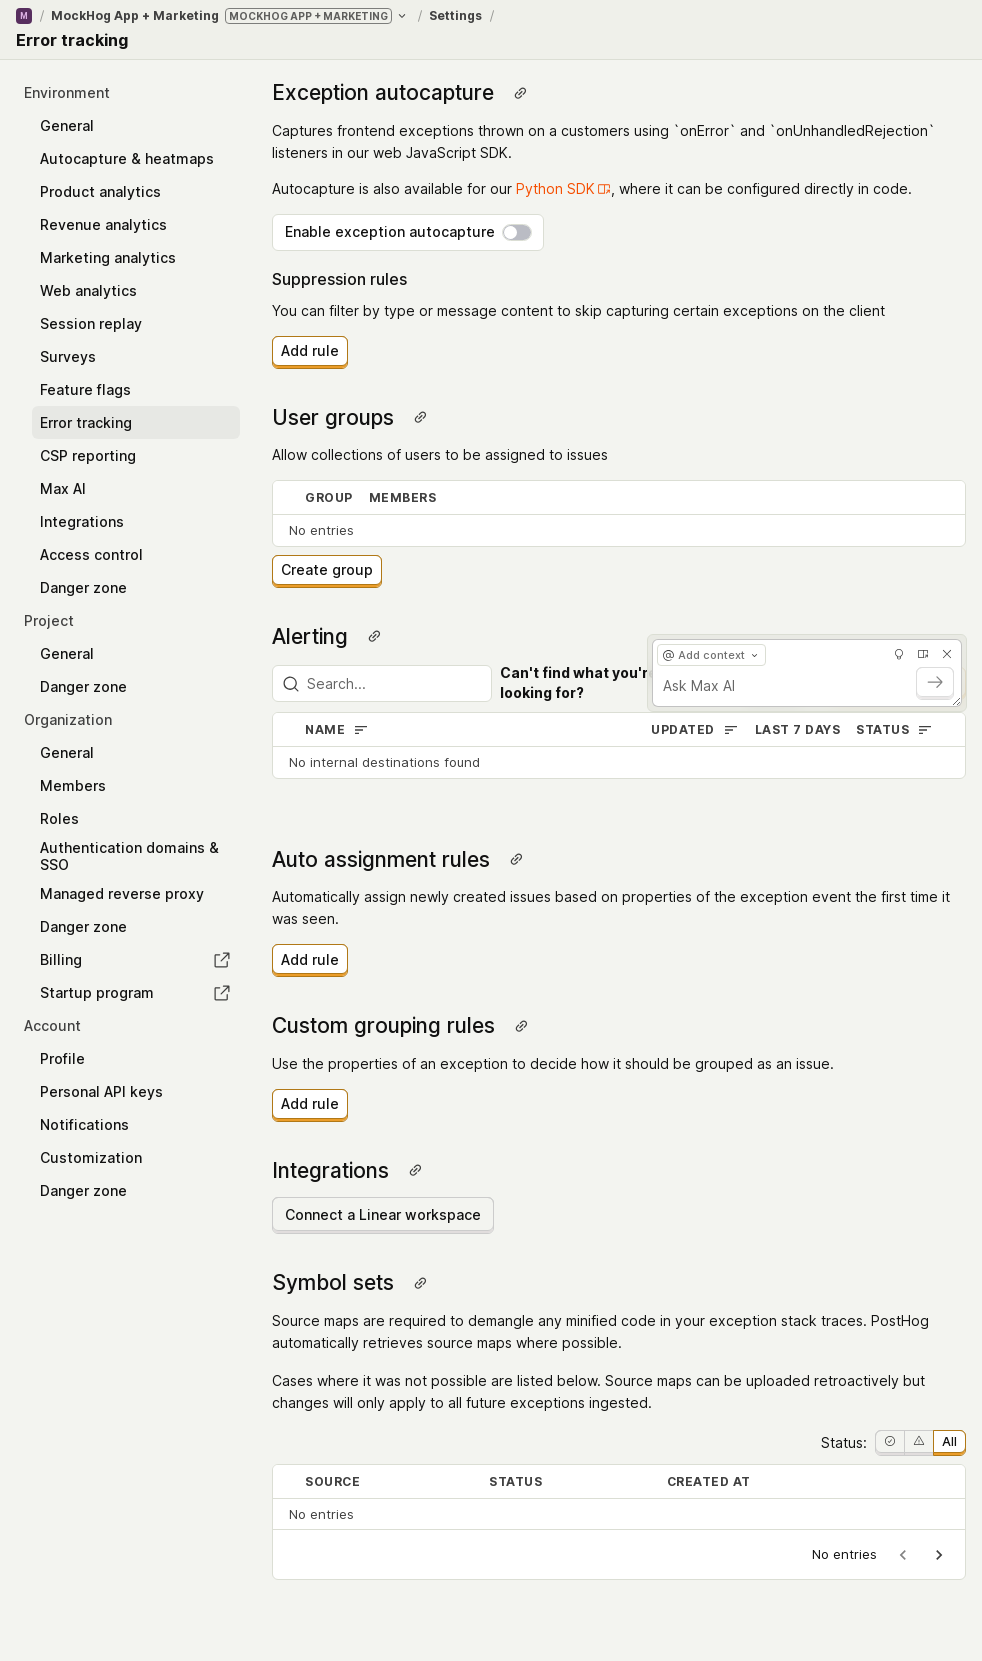 M / MockHog App + Marketing MOCKHOG APP + MARKETING / Settings /
Error tracking
Environment
General
Autocapture & heatmaps
Product analytics
Revenue analytics
Marketing analytics
Web analytics
Session replay
Surveys
Feature flags
Error tracking
CSP reporting
Max AI
Integrations
Access control
Danger zone
Project
General
Danger zone
Organization
General
Members
Roles
Authentication domains &
SSO
Managed reverse proxy
Danger zone
Billing
Startup program
Account
Profile
Personal API keys
Notifications
Customization
Danger zone
Exception autocapture
Captures frontend exceptions thrown on a customers using `onError` and `onUnhandledRejection`
listeners in our web JavaScript SDK.
Autocapture is also available for our Python SDK, where it can be configured directly in code.
Enable exception autocapture
Suppression rules
You can filter by type or message content to skip capturing certain exceptions on the client
Add rule
User groups
Allow collections of users to be assigned to issues
GROUP MEMBERS
No entries
Create group
Alerting
Search...
Can't find what you're
looking for?
@ Add context
Ask Max AI
NAME UPDATED LAST 7 DAYS STATUS
No internal destinations found
Auto assignment rules
Automatically assign newly created issues based on properties of the exception event the first time it
was seen.
Add rule
Custom grouping rules
Use the properties of an exception to decide how it should be grouped as an issue.
Add rule
Integrations
Connect a Linear workspace
Symbol sets
Source maps are required to demangle any minified code in your exception stack traces. PostHog
automatically retrieves source maps where possible.
Cases where it was not possible are listed below. Source maps can be uploaded retroactively but
changes will only apply to all future exceptions ingested.
Status: All
SOURCE STATUS CREATED AT
No entries
No entries